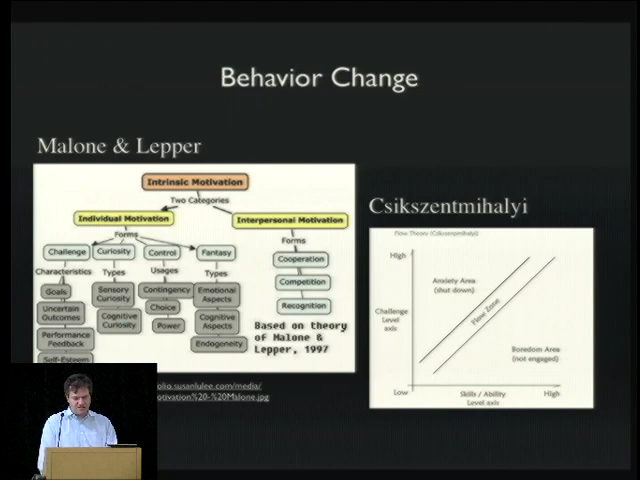 Behavior Change
Malone & Lepper
Intrinsic Motivation
Two Categories
Individual Motivation
Interpersonal Motivation
Forms
Forms
Challenge
Curiosity
Control
Fantasy
Cooperation
Characteristics
Types
Usages
Types
Competition
Goals
Sensory
Curiosity
Contingency
Emotional
Aspects
Recognition
Uncertain
Outcomes
Choice
Cognitive
Curiosity
Cognitive
Aspects
Power
Performance
Feedback
Endogeneity
Self-Esteem
Based on theory
of Malone &
Lepper, 1997
olio.susanlulee.com/media/
otivation%20-%20Malone.jpg
Csikszentmihalyi
Flow Theory (Csikszentmihalyi)
High
Anxiety Area
(shut down)
Challenge
Level
axis
Flow Zone
Boredom Area
(not engaged)
Low
Skills / Ability
Level axis
High